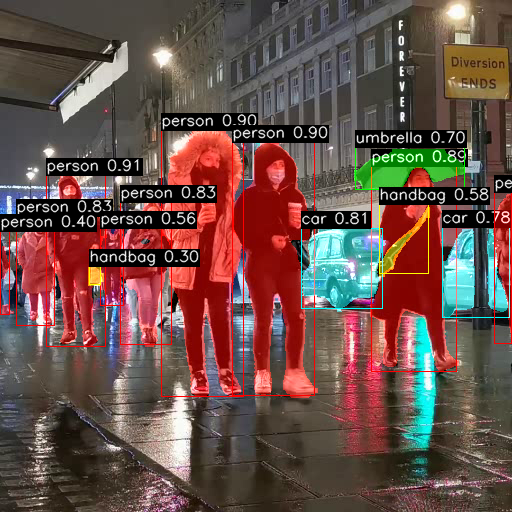 FOREVER
Diversion
ENDS
person 0.90
person 0.90
umbrella 0.70
person 0.89
person 0.91
person 0.83
handbag 0.58
person 0.83
person 0.40
person 0.56
car 0.81
car 0.78
handbag 0.30
pe